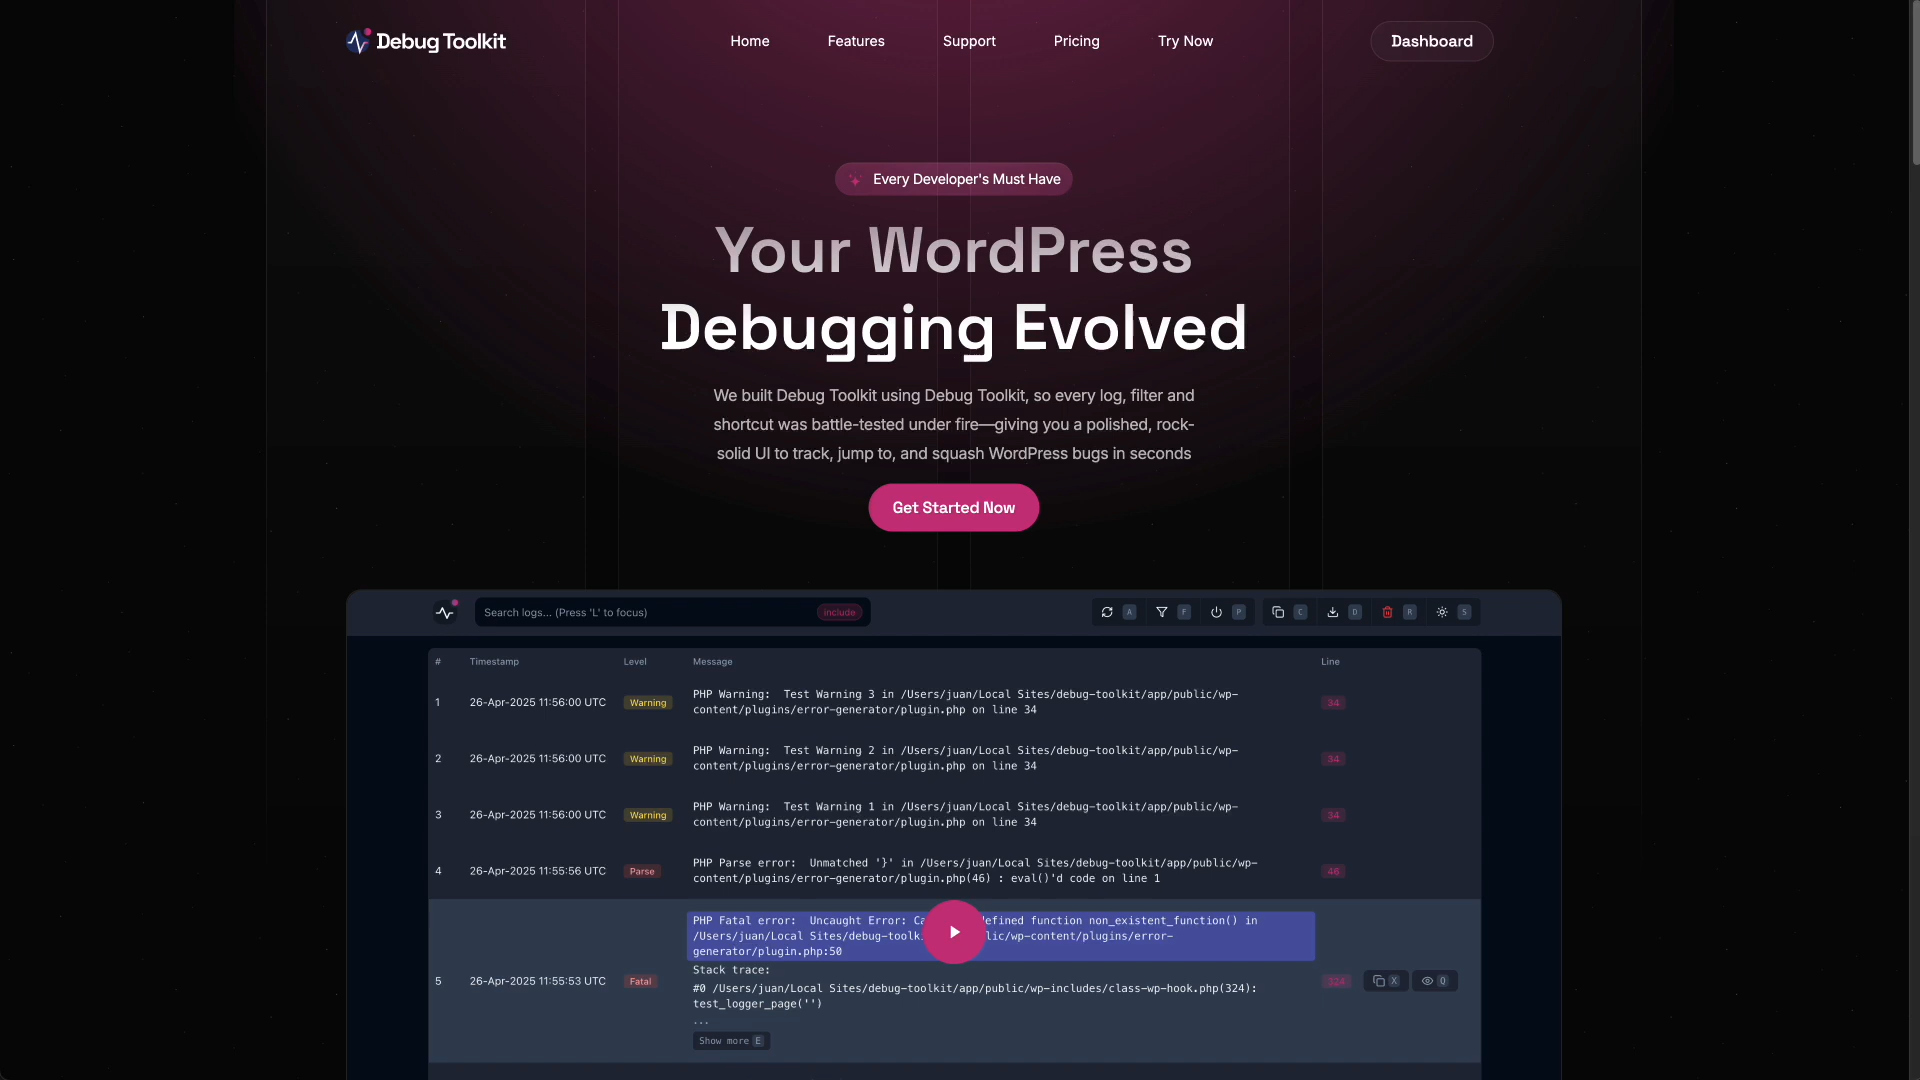 Debug Toolkit
Home
Features
Support
Pricing
Try Now
Dashboard
Every Developer's Must Have
Your WordPress
Debugging Evolved
We built Debug Toolkit using Debug Toolkit, so every log, filter and
shortcut was battle-tested under fire—giving you a polished, rock-
solid UI to track, jump to, and squash WordPress bugs in seconds
Get Started Now
Search logs... (Press 'L' to focus)
include
A
F
P
C
D
R
S
#
Timestamp
Level
Message
Line
1
26-Apr-2025 11:56:00 UTC
Warning
PHP Warning:  Test Warning 3 in /Users/juan/Local Sites/debug-toolkit/app/public/wp-
content/plugins/error-generator/plugin.php on line 34
34
2
26-Apr-2025 11:56:00 UTC
Warning
PHP Warning:  Test Warning 2 in /Users/juan/Local Sites/debug-toolkit/app/public/wp-
content/plugins/error-generator/plugin.php on line 34
34
3
26-Apr-2025 11:56:00 UTC
Warning
PHP Warning:  Test Warning 1 in /Users/juan/Local Sites/debug-toolkit/app/public/wp-
content/plugins/error-generator/plugin.php on line 34
34
4
26-Apr-2025 11:55:56 UTC
Parse
PHP Parse error:  Unmatched '}' in /Users/juan/Local Sites/debug-toolkit/app/public/wp-
content/plugins/error-generator/plugin.php(46) : eval()'d code on line 1
46
5
26-Apr-2025 11:55:53 UTC
Fatal
PHP Fatal error:  Uncaught Error: function non_existent_function() in
/Users/juan/Local Sites/debug- /wp-content/plugins/error-
generator/plugin.php:50
Stack trace:
#0 /Users/juan/Local Sites/debug-toolkit/app/public/wp-includes/class-wp-hook.php(324):
test_logger_page('')
...
Show more E
324
X
Q